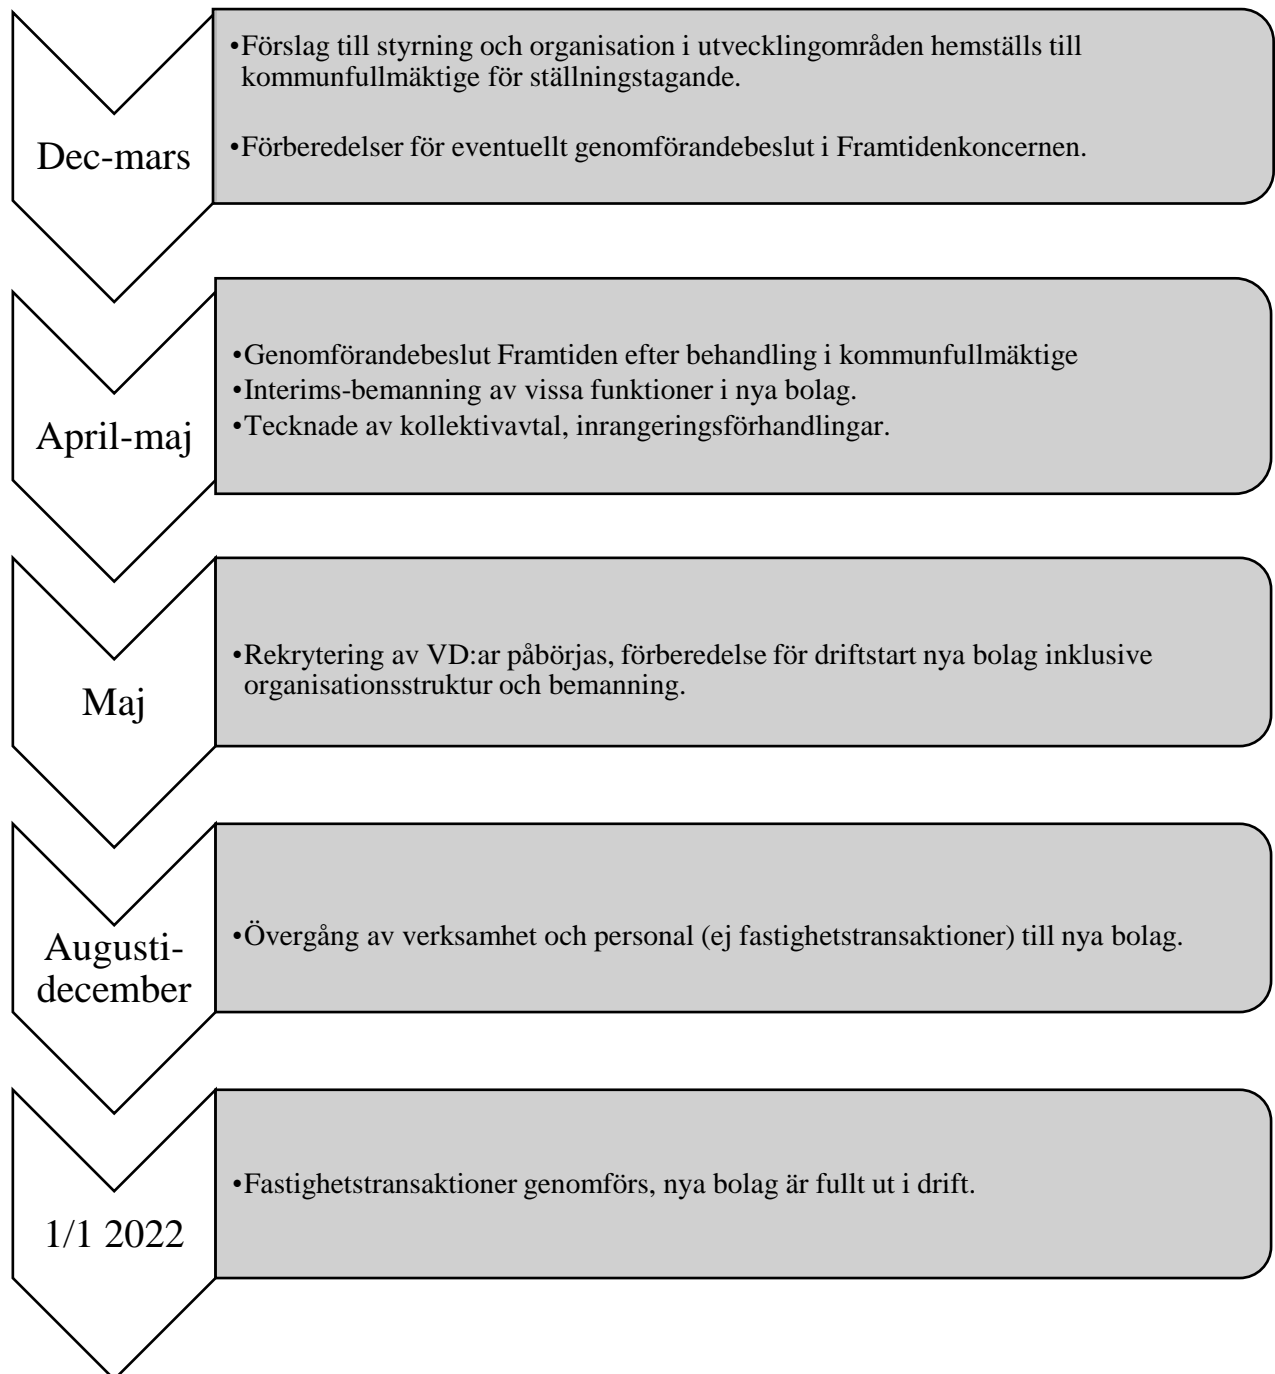 Dec-mars
•Förslag till styrning och organisation i utvecklingområden hemställs till
kommunfullmäktige för ställningstagande.
•Förberedelser för eventuellt genomförandebeslut i Framtidenkoncernen.
April-maj
•Genomförandebeslut Framtiden efter behandling i kommunfullmäktige
•Interims-bemanning av vissa funktioner i nya bolag.
•Tecknade av kollektivavtal, inrangeringsförhandlingar.
Maj
•Rekrytering av VD:ar påbörjas, förberedelse för driftstart nya bolag inklusive
organisationsstruktur och bemanning.
Augusti-
december
•Övergång av verksamhet och personal (ej fastighetstransaktioner) till nya bolag.
1/1 2022
•Fastighetstransaktioner genomförs, nya bolag är fullt ut i drift.